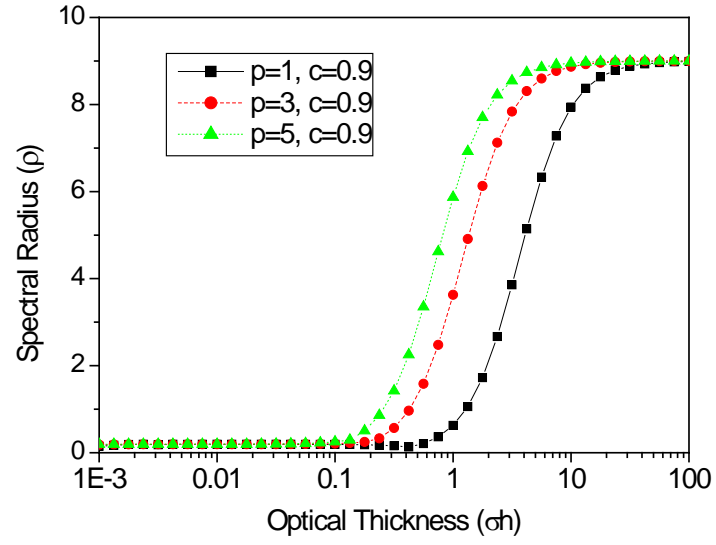 10
8
6
4
2
0
Spectral Radius (ρ)
p=1, c=0.9
p=3, c=0.9
p=5, c=0.9
1E-3
0.01
0.1
1
10
100
Optical Thickness (σh)